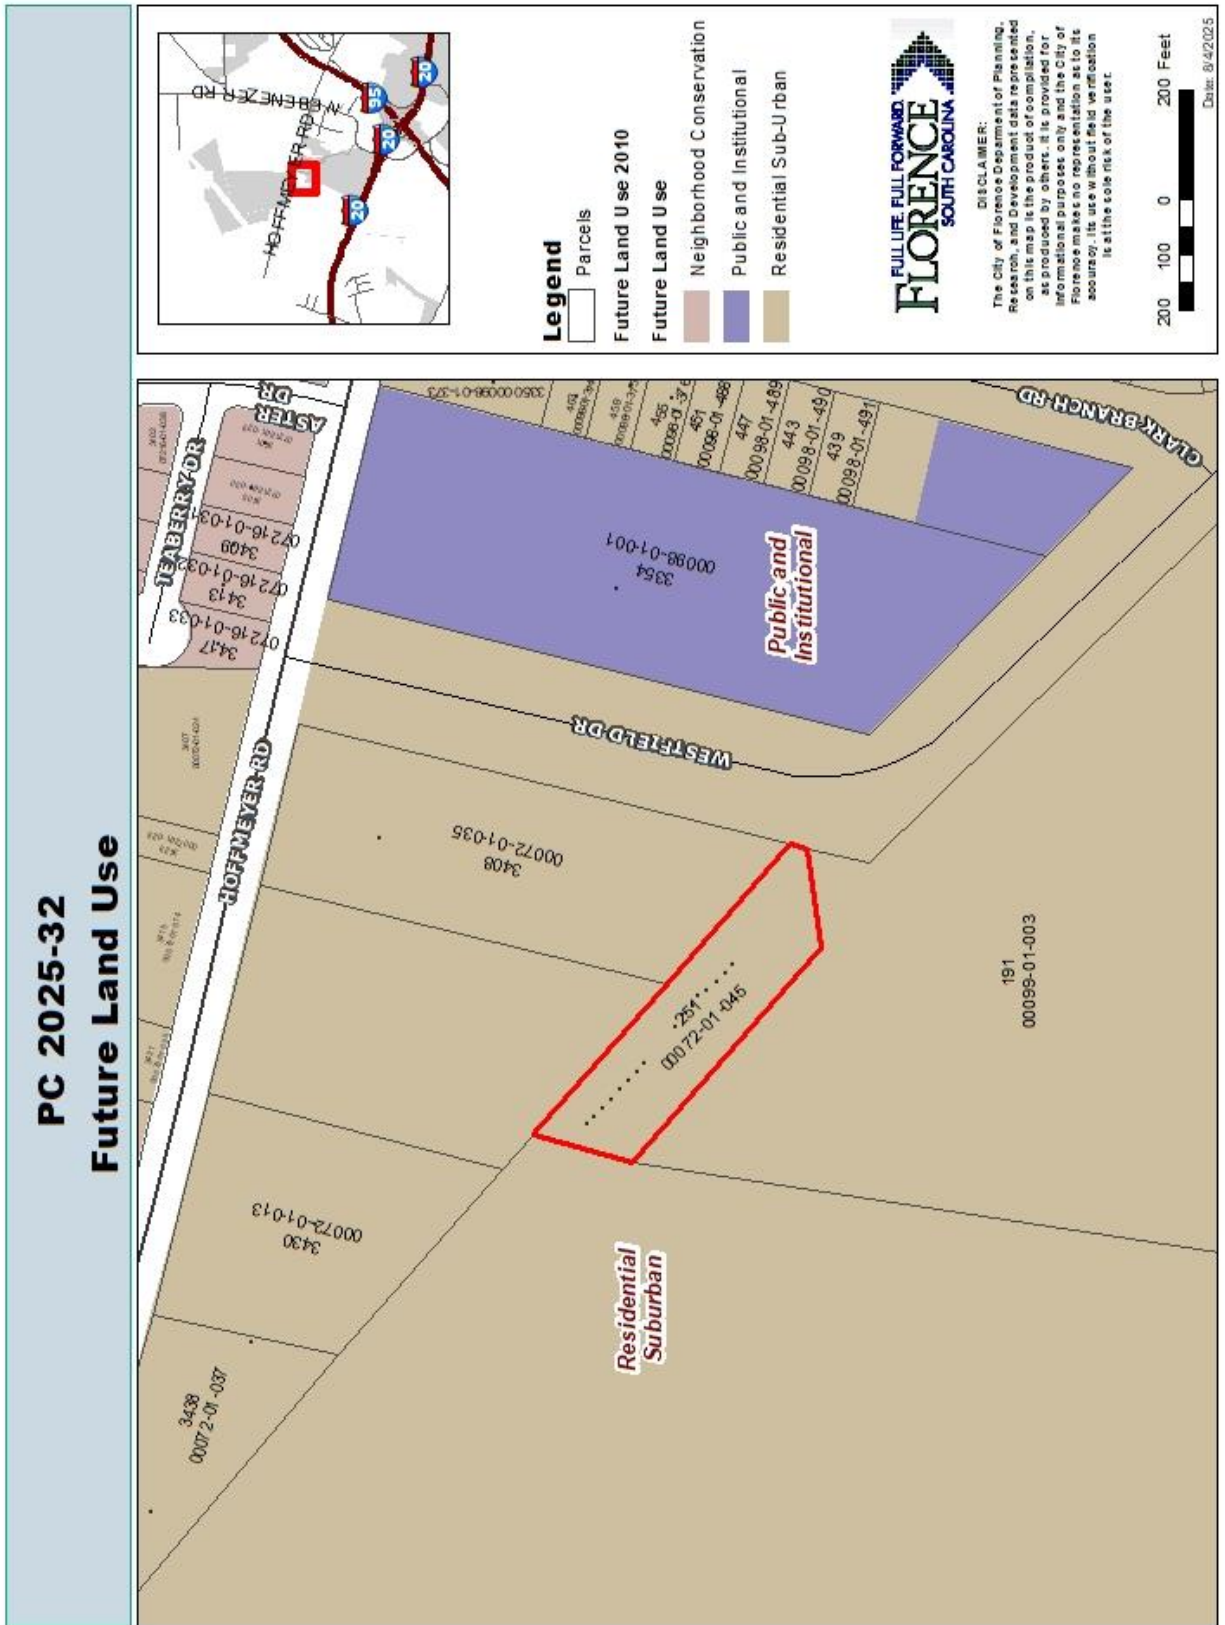 PC 2025-32
Future Land Use
HOFFMEYER RD
N EBENEZER RD
95
20
20
20
Legend
Parcels
Future Land Use 2010
Future Land Use
Neighborhood Conservation
Public and Institutional
Residential Sub-Urban
FULL LIFE. FULL FORWARD.
FLORENCE
SOUTH CAROLINA
DISCLAIMER:
The City of Florence Department of Planning,
Research, and Development data represented
on this map is the product of compilation,
as produced by others. It is provided for
informational purposes only and the City of
Florence makes no representation as to its
accuracy. Its use without field verification
is at the sole risk of the user.
200 100 0 200 Feet
Date: 8/4/2025
TEABERRY DR
ASTER
DR
HOFFMEYER RD
WESTFIELD DR
CLARK BRANCH RD
3417
07216-01-033
3413
07216-01-032
3409
07216-01-031
3438
00072-01-037
3430
00072-01-013
3408
00072-01-035
251
00072-01-045
191
00099-01-003
3354
00098-01-001
455
00098-01-376
451
00098-01-488
447
00098-01-489
443
00098-01-490
439
00098-01-491
Public and
Institutional
Residential
Suburban